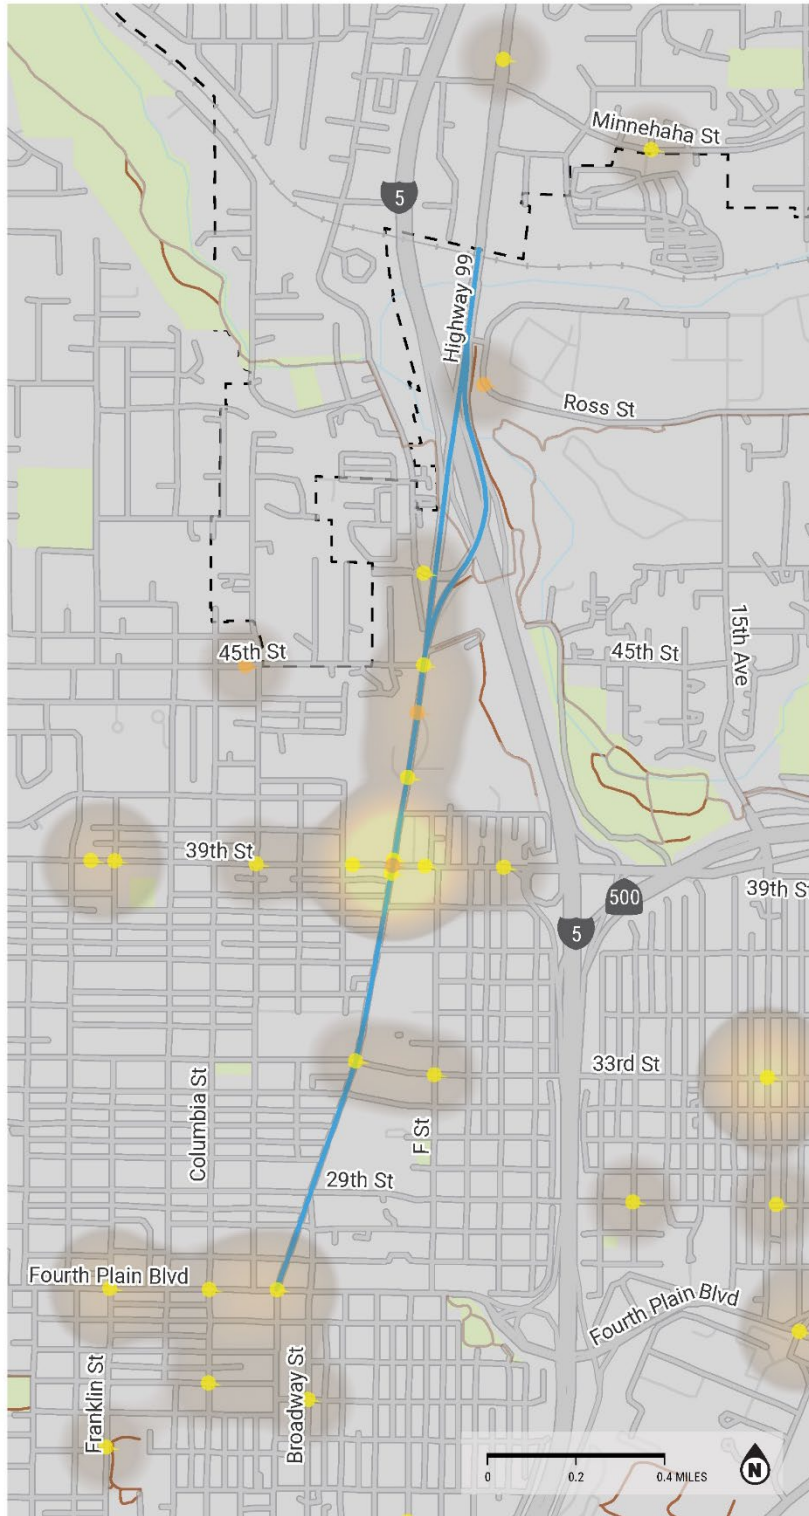 Minnehaha St
5
Highway 99
Ross St
45th St
45th St
15th Ave
39th St
39th St
500
5
33rd St
Columbia St
F St
29th St
Fourth Plain Blvd
Fourth Plain Blvd
Franklin St
Broadway St
0 0.2 0.4 MILES
N